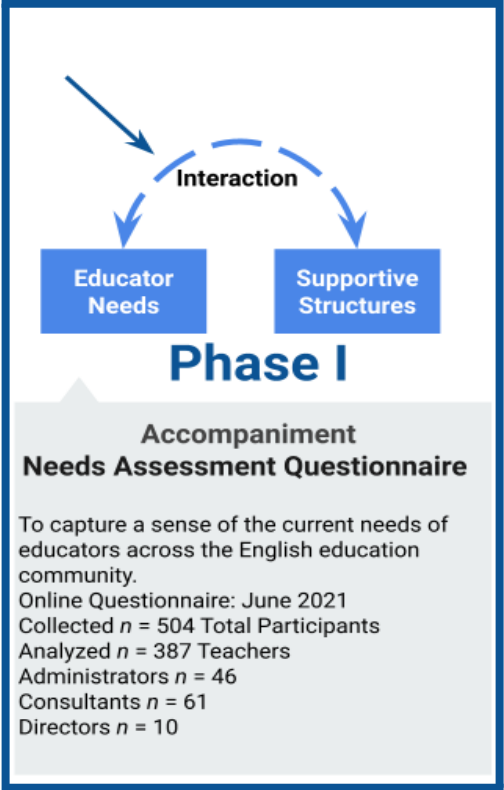 Interaction
Educator
Needs
Supportive
Structures
Phase I
Accompaniment
Needs Assessment Questionnaire
To capture a sense of the current needs of
educators across the English education
community.
Online Questionnaire: June 2021
Collected n = 504 Total Participants
Analyzed n = 387 Teachers
Administrators n = 46
Consultants n = 61
Directors n = 10